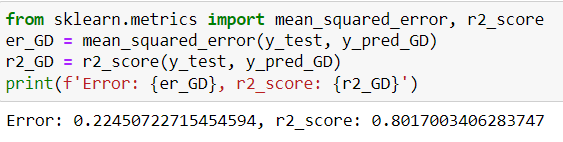 from sklearn.metrics import mean_squared_error, r2_score
er_GD = mean_squared_error(y_test, y_pred_GD)
r2_GD = r2_score(y_test, y_pred_GD)
print(f'Error: {er_GD}, r2_score: {r2_GD}')
Error: 0.22450722715454594, r2_score: 0.8017003406283747